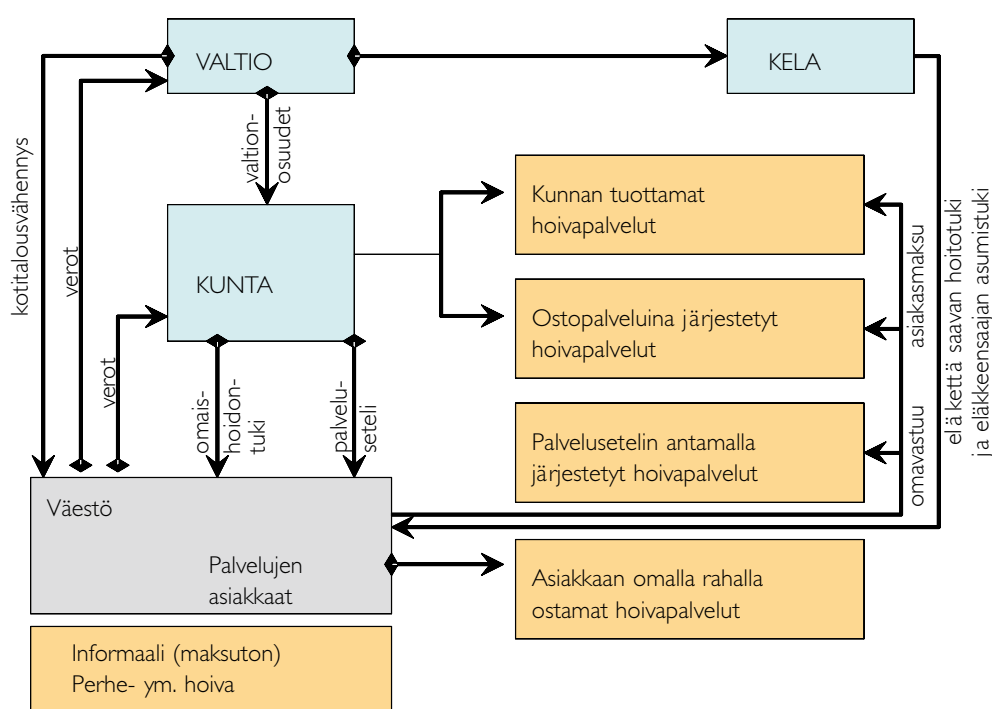 VALTIO
KELA
kotitalousvähennys
verot
valtion-
osuudet
Kunnan tuottamat
hoivapalvelut
KUNTA
Ostopalveluina järjestetyt
hoivapalvelut
asiakasmaksu
elä kettä saavan hoitotuki
ja eläkkeensaajan asumistuki
verot
omais-
hoidon-
tuki
palvelu-
seteli
Palvelusetelin antamalla
järjestetyt hoivapalvelut
omavastuu
Väestö
Palvelujen
asiakkaat
Asiakkaan omalla rahalla
ostamat hoivapalvelut
Informaali (maksuton)
Perhe- ym. hoiva